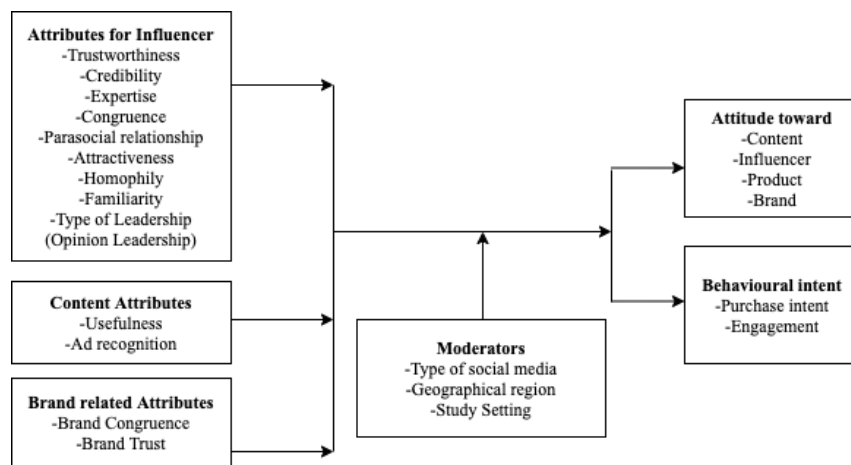 Attributes for Influencer
-Trustworthiness
-Credibility
-Expertise
-Congruence
-Parasocial relationship
-Attractiveness
-Homophily
-Familiarity
-Type of Leadership
(Opinion Leadership)
Content Attributes
-Usefulness
-Ad recognition
Brand related Attributes
-Brand Congruence
-Brand Trust
Moderators
-Type of social media
-Geographical region
-Study Setting
Attitude toward
-Content
-Influencer
-Product
-Brand
Behavioural intent
-Purchase intent
-Engagement